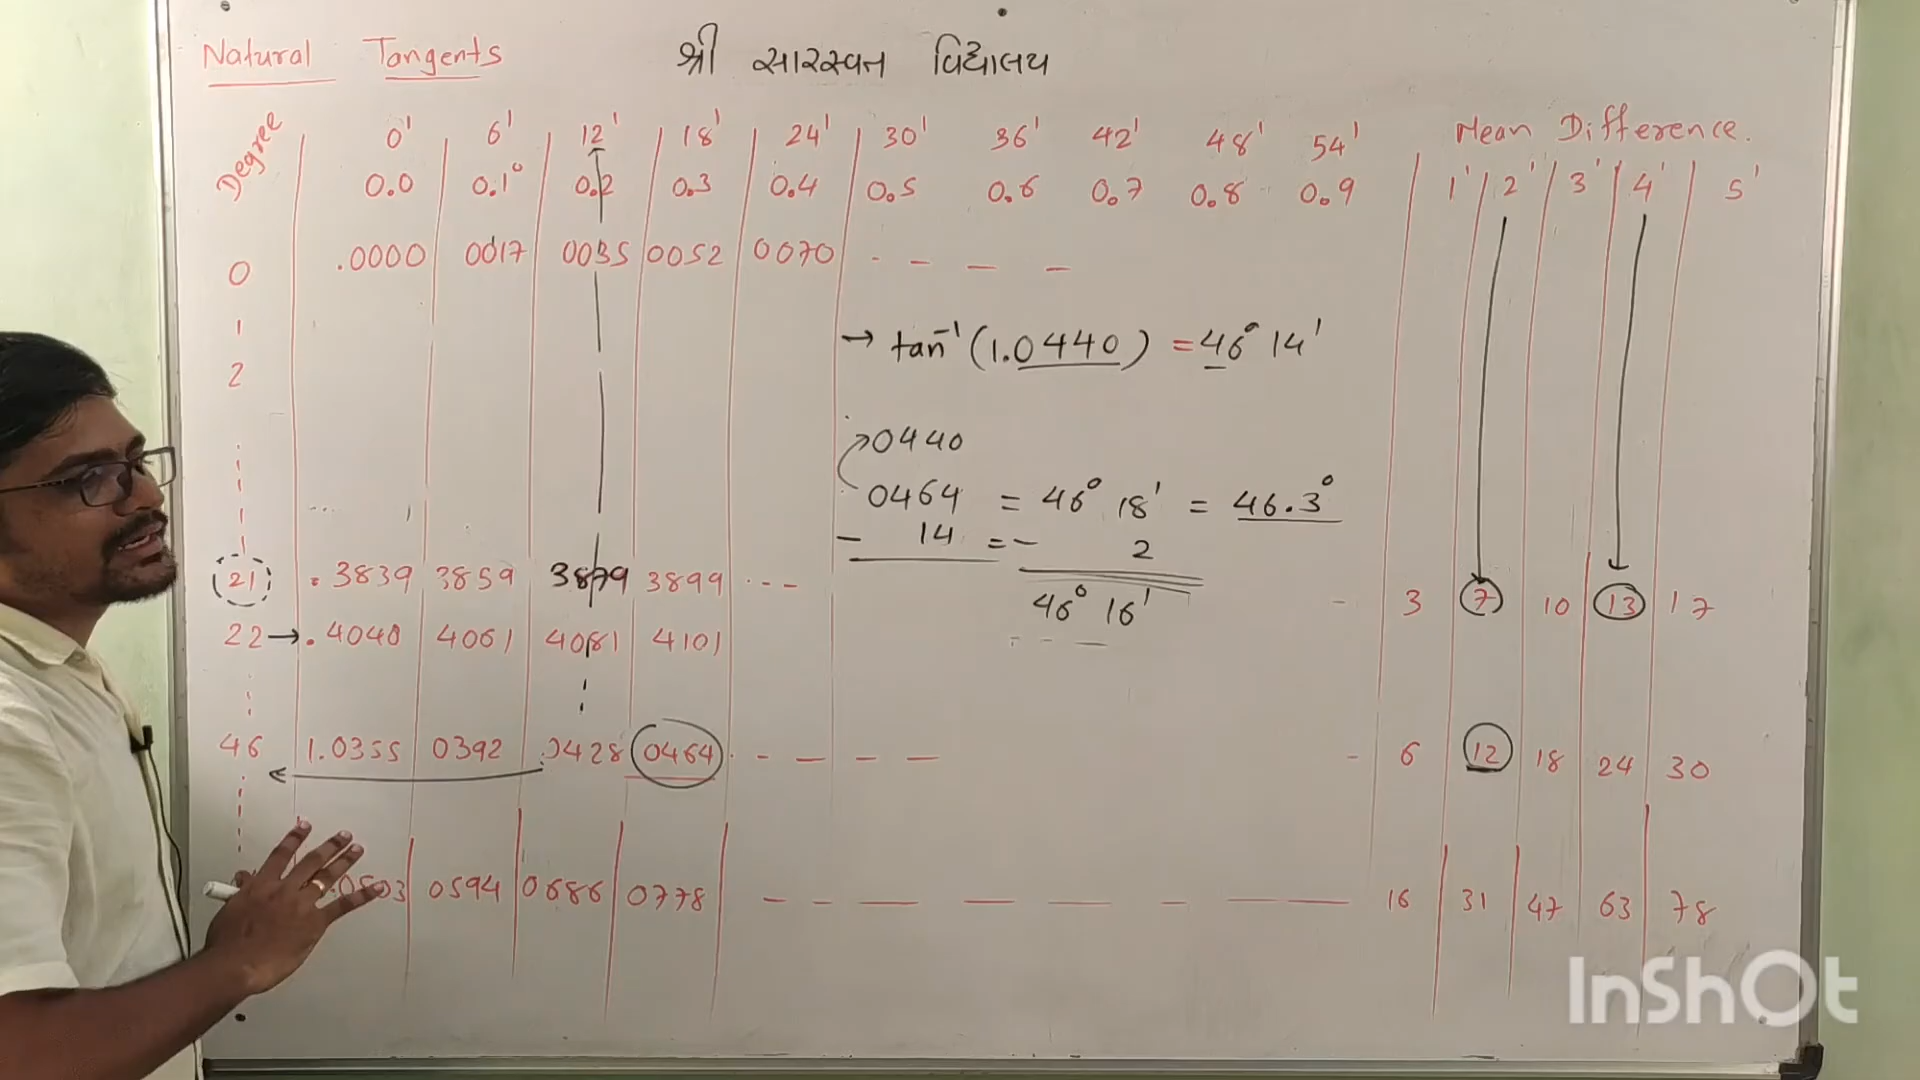 Natural Tangents श्री सारस्वत विद्यालय
Degree 0' 6' 12' 18' 24' 30' 36' 42' 48' 54' Mean Difference.
0.0 0.1° 0.2 0.3 0.4 0.5 0.6 0.7 0.8 0.9 1' 2' 3' 4' 5'
0 .0000 0017 0035 0052 0070 - - - -
1
2
→ tan⁻¹(1.0440) = 46° 14'
0440
0464 = 46° 18' = 46.3°
- 14 = - 2
46° 16'
21 .3839 3859 3879 3899 --- - 3 7 10 13 17
22 → .4040 4061 4081 4101
46 1.0355 0392 .0428 0464 - - - - - 6 12 18 24 30
0594 0686 0778 - - - - - - 16 31 47 63 78
InShOt